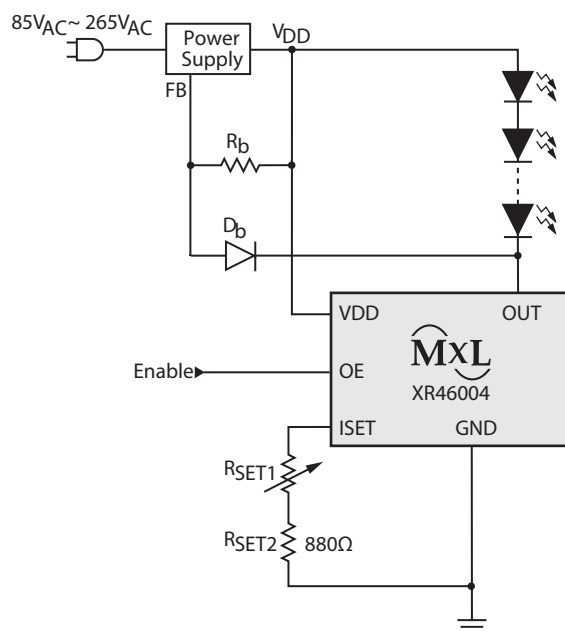 85VAC~ 265VAC
Power
Supply
VDD
FB
Rb
Db
VDD
OUT
MxL
XR46004
Enable
OE
ISET
GND
RSET1
RSET2
880Ω